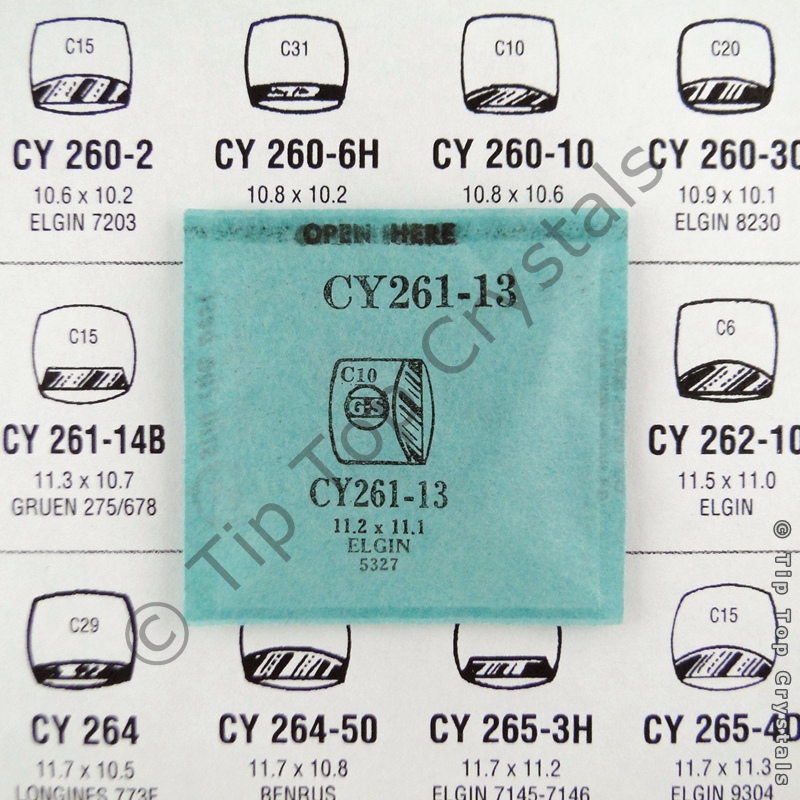 C15
C31
C10
C20
CY 260-2
CY 260-6H
CY 260-10
CY 260-30
10.6 x 10.2
10.8 x 10.2
10.8 x 10.6
10.9 x 10.1
ELGIN 7203
ELGIN 8230
OPEN HERE
CY261-13
C10
G-S
CY261-13
11.2 x 11.1
ELGIN
5327
C15
CY 261-14B
11.3 x 10.7
GRUEN 275/678
C6
CY 262-10
11.5 x 11.0
ELGIN
C29
C15
CY 264
CY 264-50
CY 265-3H
CY 265-4D
11.7 x 10.5
11.7 x 10.8
11.7 x 11.2
11.7 x 11.3
LONGINES 773E
BENRUS
ELGIN 7145-7146
ELGIN 9304
© Tip Top Crystals
© Tip Top Crystals